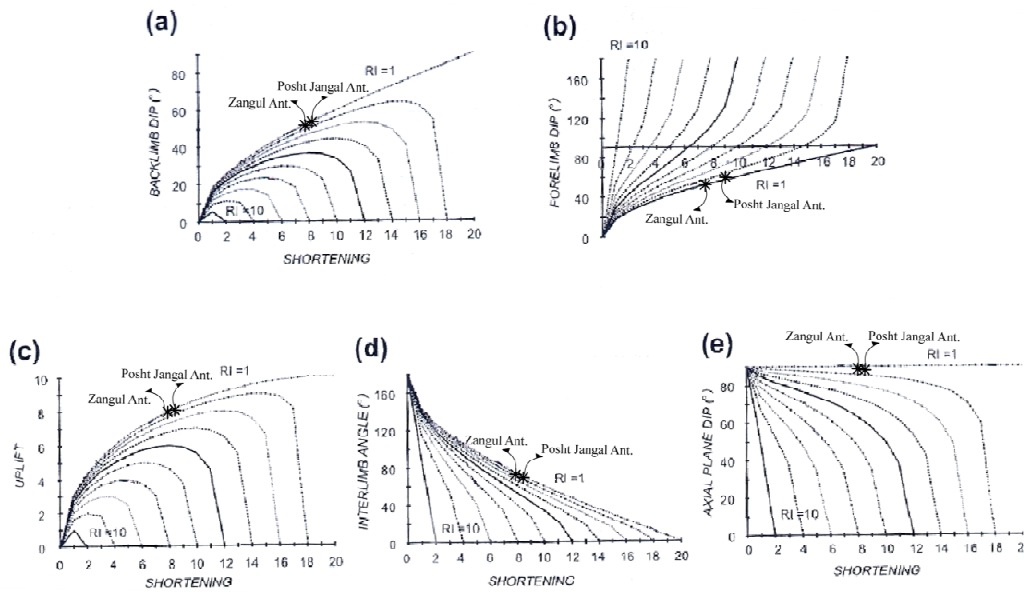 (a)
BACKLIMB DIP (°)
80
60
40
20
0
RI =1
Posht Jangal Ant.
Zangul Ant.
RI =10
0 2 4 6 8 10 12 14 16 18 20
SHORTENING
(b)
FORELIMB DIP (°)
RI =10
160
120
80
40
0
0 2 4 6 8 10 12 14 16 18 20
RI =1
Posht Jangal Ant.
Zangul Ant.
(c)
UPLIFT
10
8
6
4
2
0
Posht Jangal Ant.
RI =1
Zangul Ant.
RI =10
0 2 4 6 8 10 12 14 16 18 20
SHORTENING
(d)
INTERLIMB ANGLE (°)
160
120
80
40
0
Zangul Ant.
Posht Jangal Ant.
RI =1
RI =10
0 2 4 6 8 10 12 14 16 18 20
SHORTENING
(e)
AXIAL PLANE DIP (°)
Zangul Ant.
Posht Jangal Ant.
RI =1
80
60
40
20
0
RI =10
0 2 4 6 8 10 12 14 16 18
SHORTENING